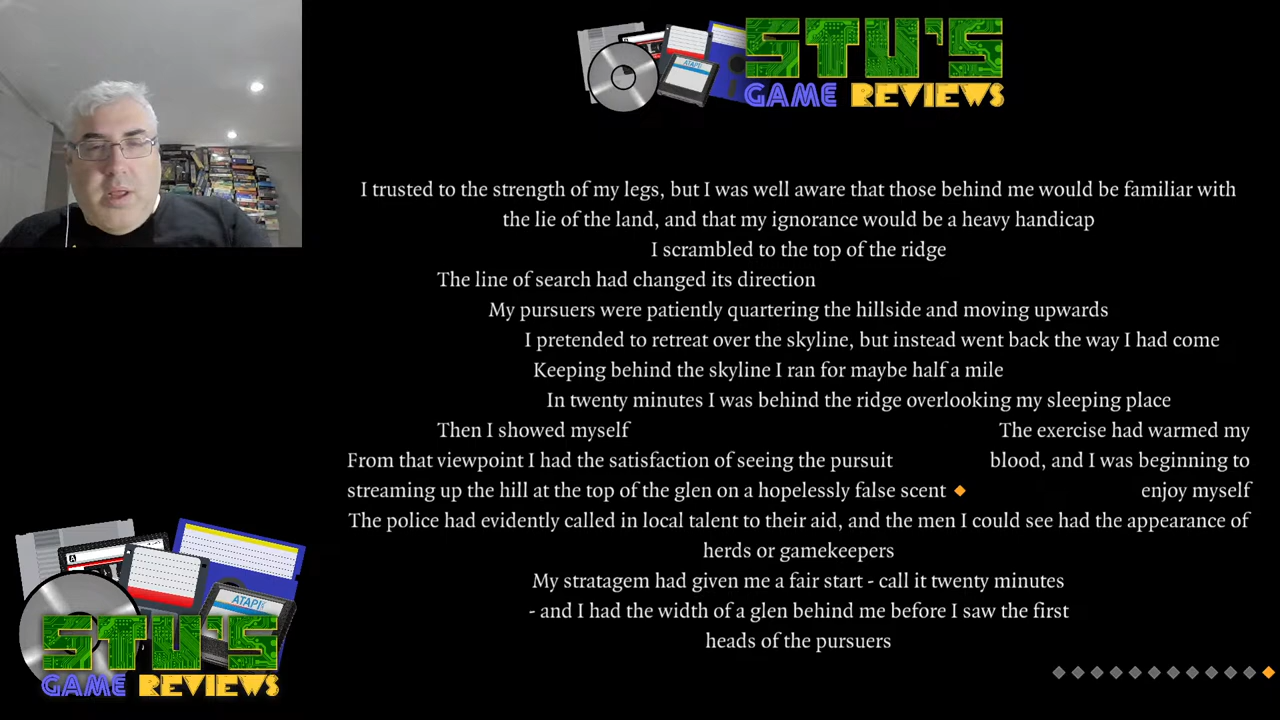 STU'S
GAME REVIEWS
ATAPI
I trusted to the strength of my legs, but I was well aware that those behind me would be familiar with
the lie of the land, and that my ignorance would be a heavy handicap
I scrambled to the top of the ridge
The line of search had changed its direction
My pursuers were patiently quartering the hillside and moving upwards
I pretended to retreat over the skyline, but instead went back the way I had come
Keeping behind the skyline I ran for maybe half a mile
In twenty minutes I was behind the ridge overlooking my sleeping place
Then I showed myself
The exercise had warmed my
blood, and I was beginning to
enjoy myself
From that viewpoint I had the satisfaction of seeing the pursuit
streaming up the hill at the top of the glen on a hopelessly false scent
The police had evidently called in local talent to their aid, and the men I could see had the appearance of
herds or gamekeepers
My stratagem had given me a fair start - call it twenty minutes
- and I had the width of a glen behind me before I saw the first
heads of the pursuers
A
ATAPI
STU'S
GAME REVIEWS